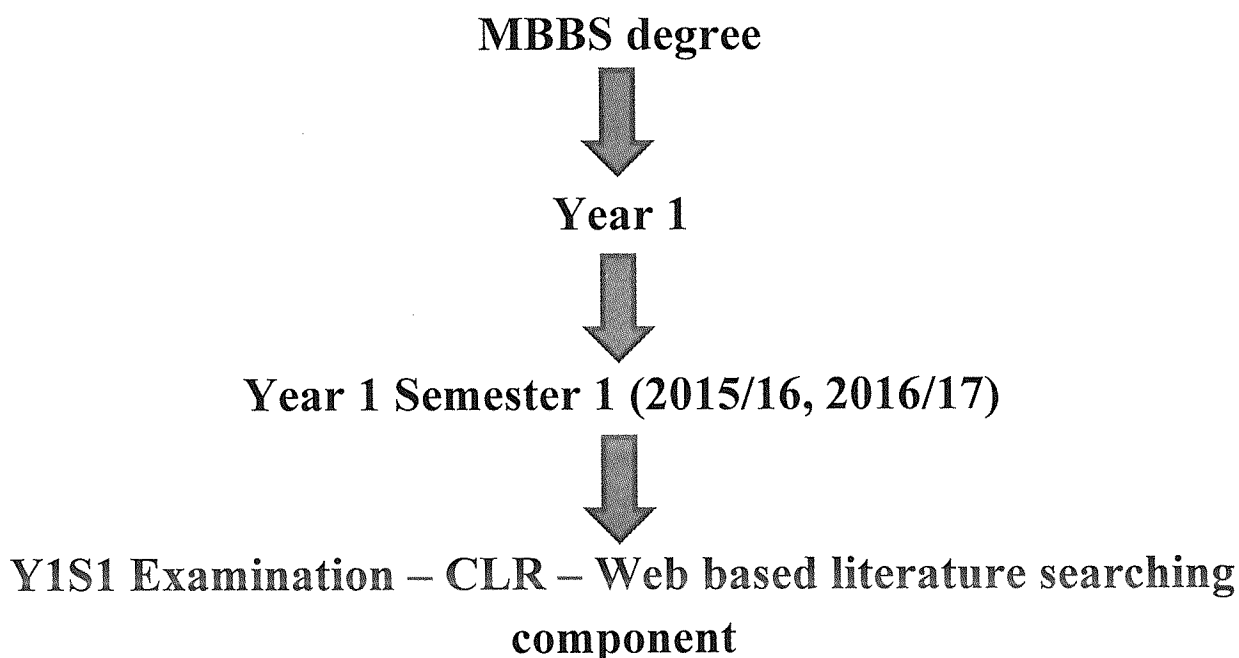 MBBS degree
Year 1
Year 1 Semester 1 (2015/16, 2016/17)
Y1S1 Examination – CLR – Web based literature searching
component